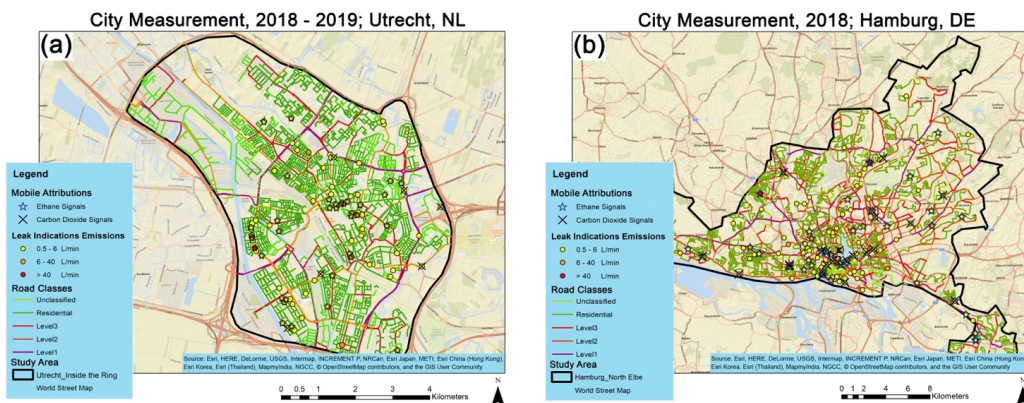 City Measurement, 2018 - 2019; Utrecht, NL
(a)
Legend
Mobile Attributions
Ethane Signals
Carbon Dioxide Signals
Leak Indications Emissions
0.5 - 6 L/min
6 - 40 L/min
> 40 L/min
Road Classes
Unclassified
Residential
Level3
Level2
Level1
Study Area
Utrecht_Inside the Ring
World Street Map
Source: Esri, HERE, DeLorme, USGS, Intermap, INCREMENT P, NRCan, Esri Japan, METI, Esri China (Hong Kong),
Esri Korea, Esri (Thailand), MapmyIndia, NGCC, © OpenStreetMap contributors, and the GIS User Community
0 0.5 1 2 3 4
Kilometers
N
City Measurement, 2018; Hamburg, DE
(b)
Legend
Mobile Attributions
Ethane Signals
Carbon Dioxide Signals
Leak Indications Emissions
0.5 - 6 L/min
6 - 40 L/min
> 40 L/min
Road Classes
Unclassified
Residential
Level3
Level2
Level1
Study Area
Hamburg_North Elbe
World Street Map
Source: Esri, HERE, DeLorme, USGS, Intermap, INCREMENT P, NRCan, Esri Japan, METI, Esri China (Hong Kong),
Esri Korea, Esri (Thailand), MapmyIndia, NGCC, © OpenStreetMap contributors, and the GIS User Community
0 1 2 4 6 8
Kilometers
N